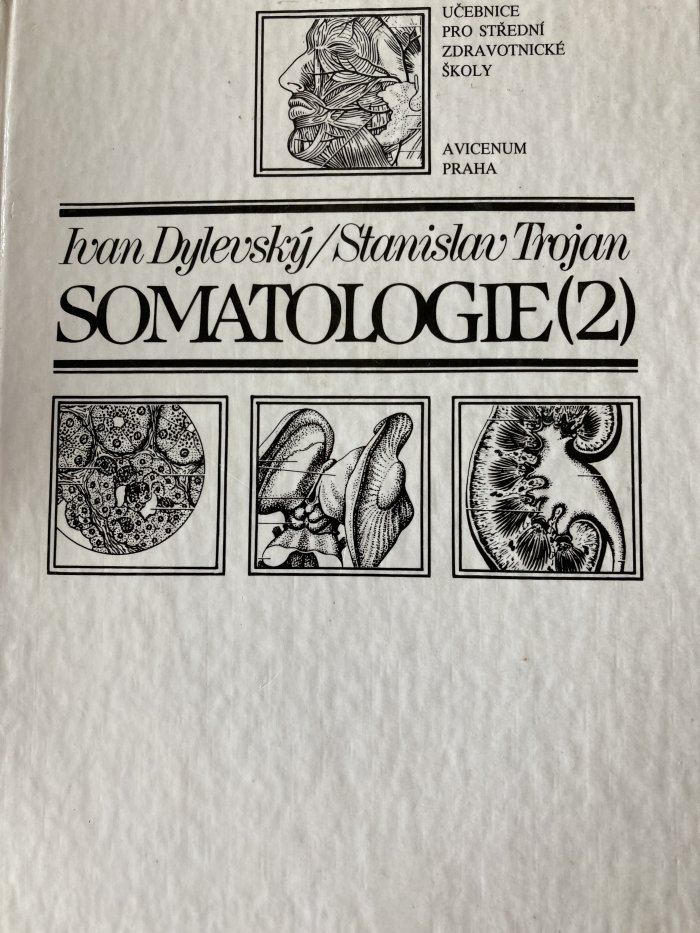 UČEBNICE
PRO STŘEDNÍ
ZDRAVOTNICKÉ
ŠKOLY
AVICENUM
PRAHA
Ivan Dylevský/Stanislav Trojan
SOMATOLOGIE(2)